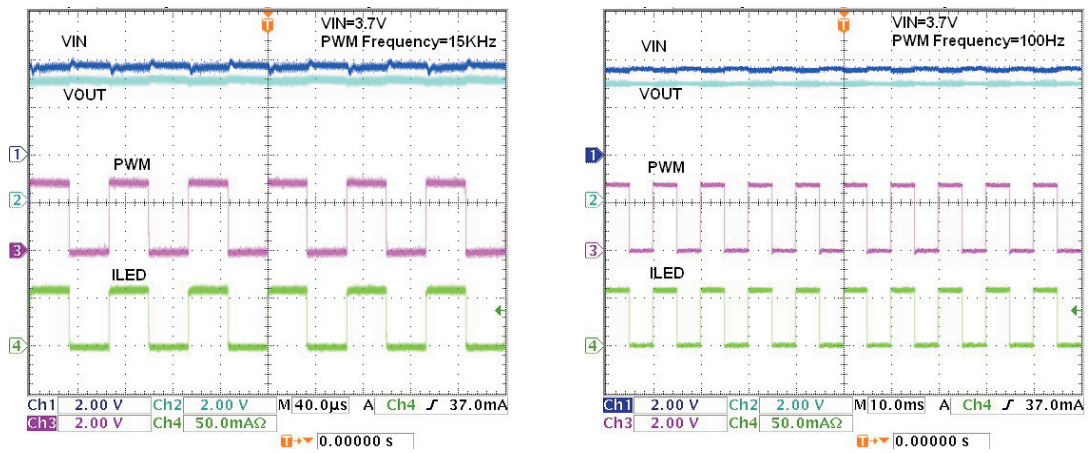 VIN=3.7V
PWM Frequency=15KHz
VIN
VOUT
1
PWM
2
3
ILED
4
Ch1 2.00 V Ch2 2.00 V M 40.0µs A Ch4 37.0mA
Ch3 2.00 V Ch4 50.0mAΩ
T 0.00000 s
VIN=3.7V
PWM Frequency=100Hz
VIN
VOUT
1
PWM
2
3
ILED
4
Ch1 2.00 V Ch2 2.00 V M 10.0ms A Ch4 37.0mA
Ch3 2.00 V Ch4 50.0mAΩ
T 0.00000 s